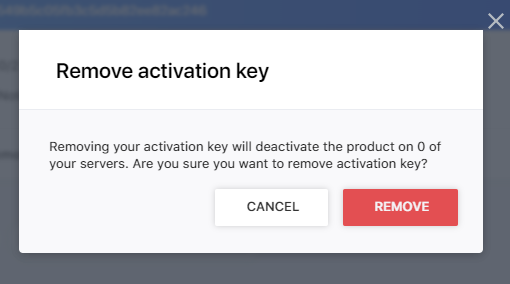 Remove activation key
Removing your activation key will deactivate the product on 0 of
your servers. Are you sure you want to remove activation key?
CANCEL
REMOVE